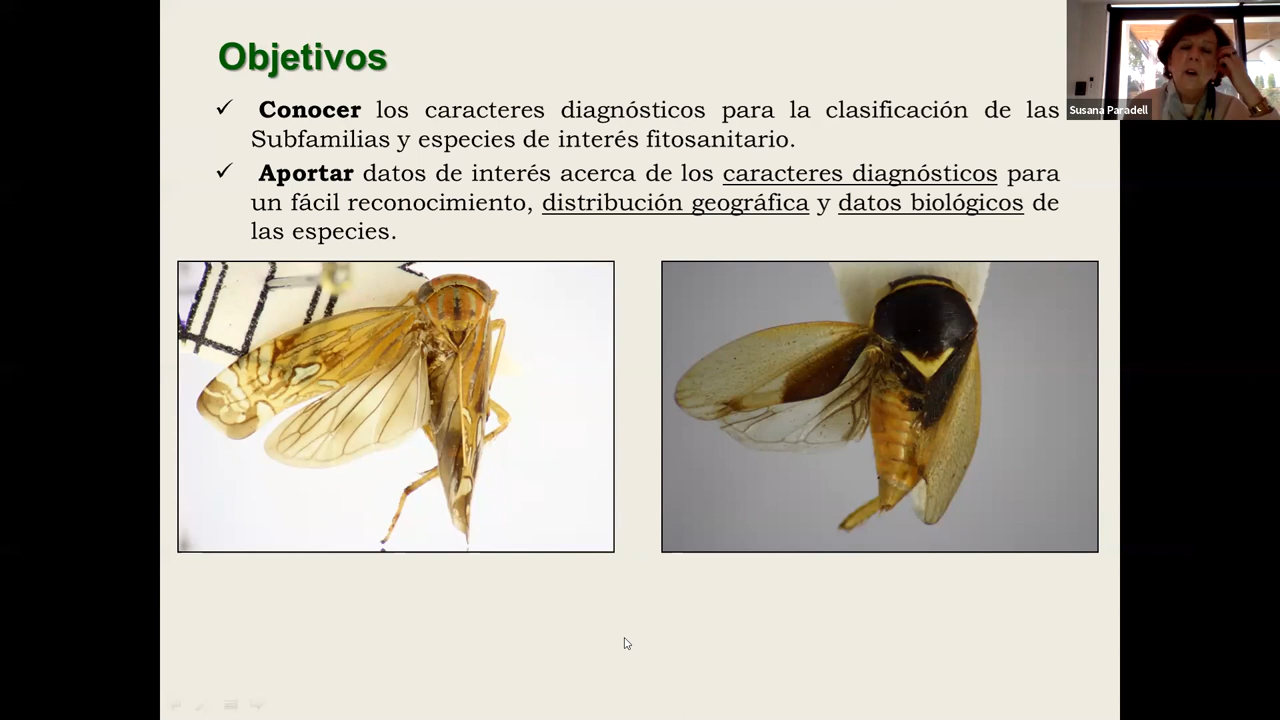 Objetivos
✓ Conocer los caracteres diagnósticos para la clasificación de las
Subfamilias y especies de interés fitosanitario.
✓ Aportar datos de interés acerca de los caracteres diagnósticos para
un fácil reconocimiento, distribución geográfica y datos biológicos de
las especies.
Susana Paradell